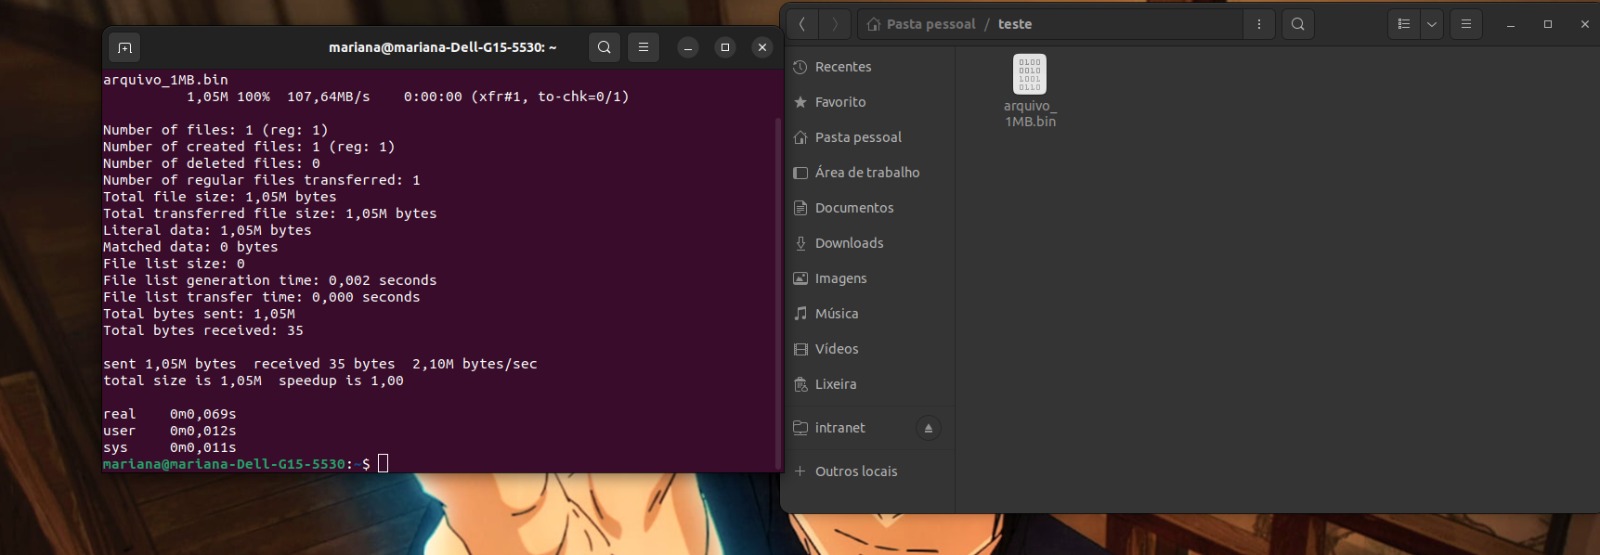 mariana@mariana-Dell-G15-5530: ~
arquivo_1MB.bin
1,05M 100%  107,64MB/s    0:00:00 (xfr#1, to-chk=0/1)
Number of files: 1 (reg: 1)
Number of created files: 1 (reg: 1)
Number of deleted files: 0
Number of regular files transferred: 1
Total file size: 1,05M bytes
Total transferred file size: 1,05M bytes
Literal data: 1,05M bytes
Matched data: 0 bytes
File list size: 0
File list generation time: 0,002 seconds
File list transfer time: 0,000 seconds
Total bytes sent: 1,05M
Total bytes received: 35
sent 1,05M bytes  received 35 bytes  2,10M bytes/sec
total size is 1,05M  speedup is 1,00
real    0m0,069s
user    0m0,012s
sys     0m0,011s
mariana@mariana-Dell-G15-5530:~$
Pasta pessoal / teste
Recentes
Favorito
Pasta pessoal
Área de trabalho
Documentos
Downloads
Imagens
Música
Vídeos
Lixeira
intranet
+ Outros locais
0100
0010
1001
0110
arquivo_
1MB.bin